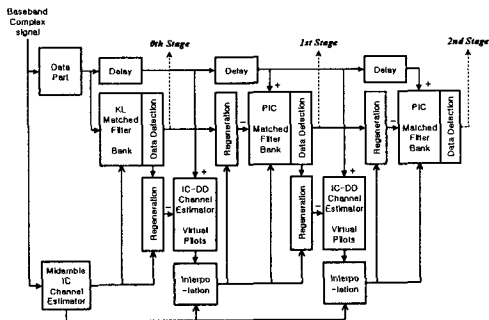 Baseband
Complex
signal
0th Stage
1st Stage
2nd Stage
Data
Part
Delay
Delay
Delay
+
+
KL
Matched
Filter
Bank
Data Detection
Regeneration
−
PIC
Matched
Filter
Bank
Data Detection
Regeneration
−
PIC
Matched
Filter
Bank
Data Detection
+
+
Regeneration
−
IC-DD
Channel
Estimator
Virtual
Pilots
Regeneration
−
IC-DD
Channel
Estimator
Virtual
Pilots
Midamble
IC
Channel
Estimator
Interpo
-lation
Interpo
-lation